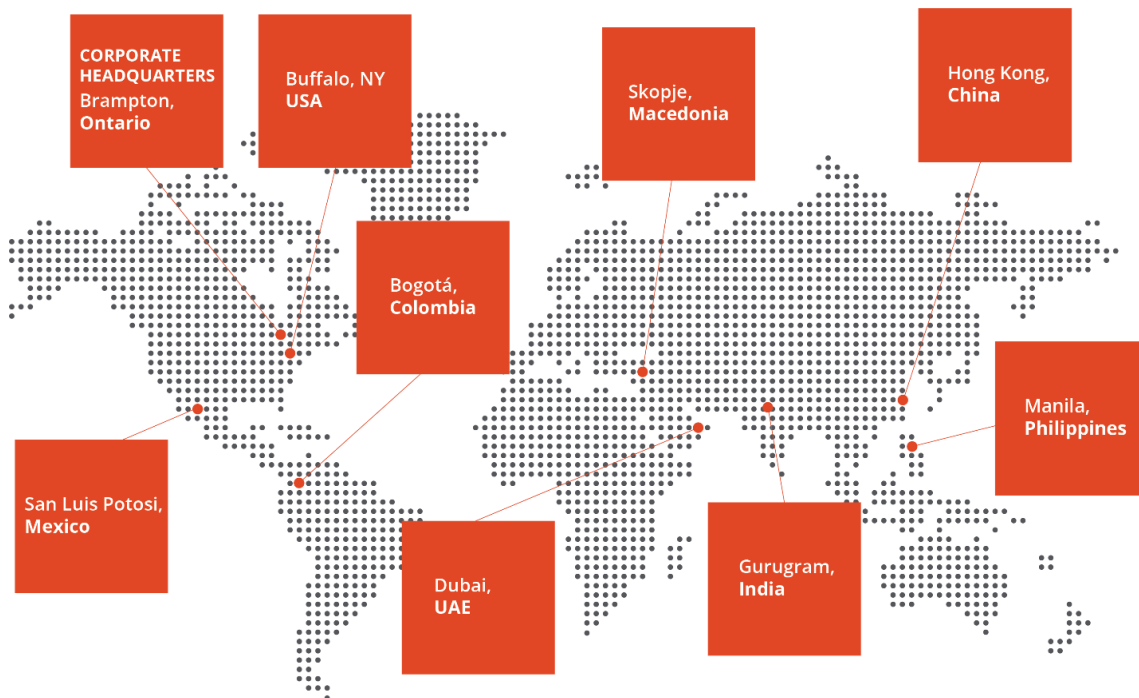 CORPORATE
HEADQUARTERS
Brampton,
Ontario
Buffalo, NY
USA
Skopje,
Macedonia
Hong Kong,
China
Bogotá,
Colombia
Manila,
Philippines
San Luis Potosi,
Mexico
Dubai,
UAE
Gurugram,
India